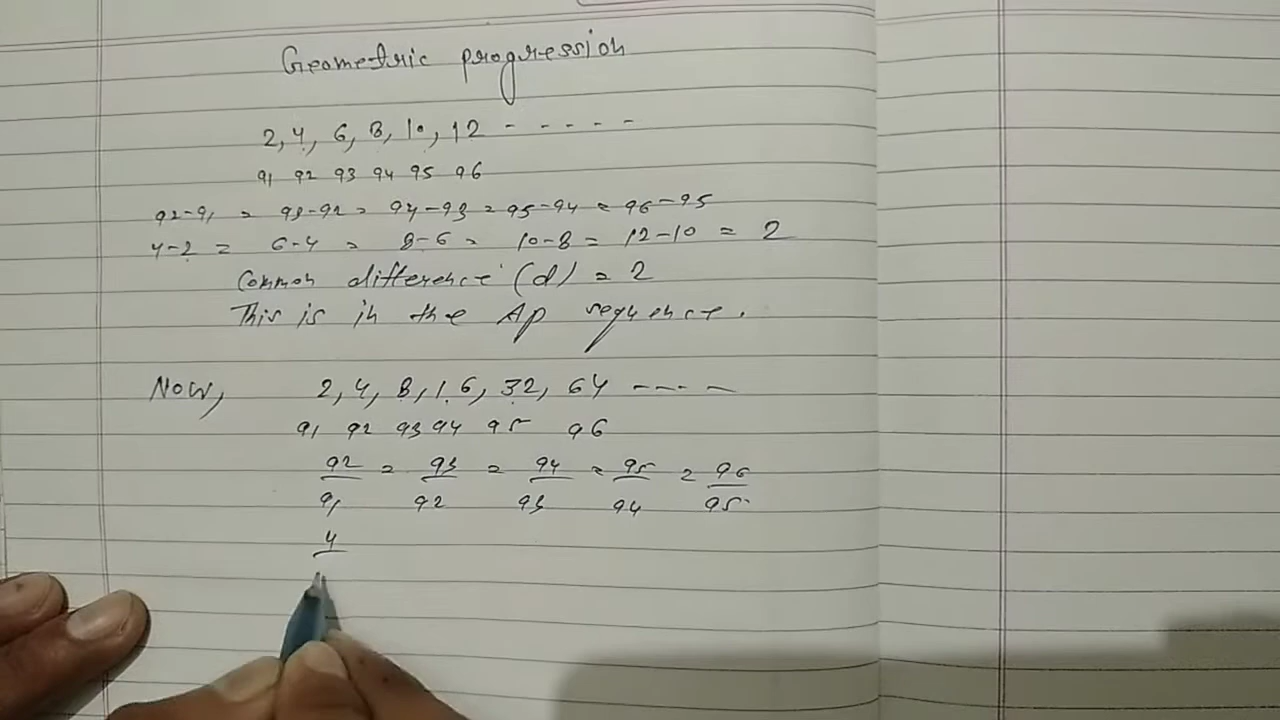 Geometric progression
2, 4, 6, 8, 10, 12 - - - - -
a1 a2 a3 a4 a5 a6
a2-a1 = a3-a2 = a4-a3 = a5-a4 = a6-a5
4-2 = 6-4 = 8-6 = 10-8 = 12-10 = 2
Common difference (d) = 2
This is in the Ap sequence.
Now, 2, 4, 8, 16, 32, 64 - - - -
a1 a2 a3 a4 a5 a6
a2/a1 = a3/a2 = a4/a3 = a5/a4 = a6/a5
4